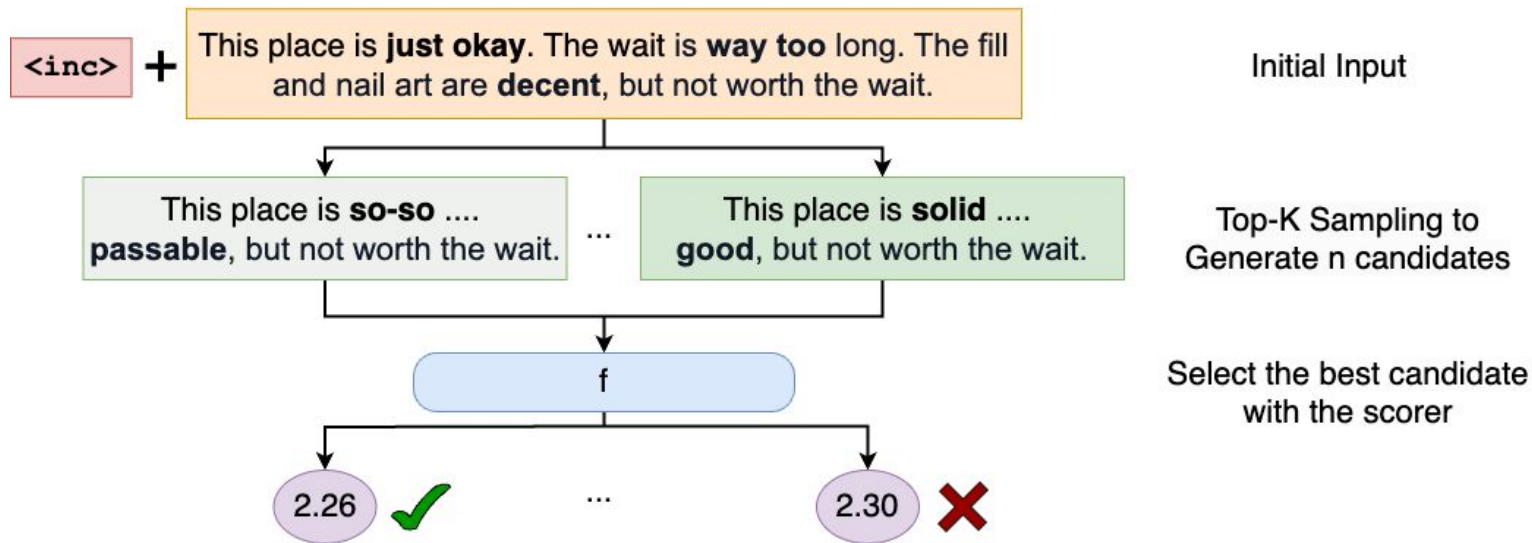 <inc> + This place is just okay. The wait is way too long. The fill
and nail art are decent, but not worth the wait.
Initial Input
This place is so-so ....
passable, but not worth the wait.
...
This place is solid ....
good, but not worth the wait.
Top-K Sampling to
Generate n candidates
f
Select the best candidate
with the scorer
2.26
...
2.30